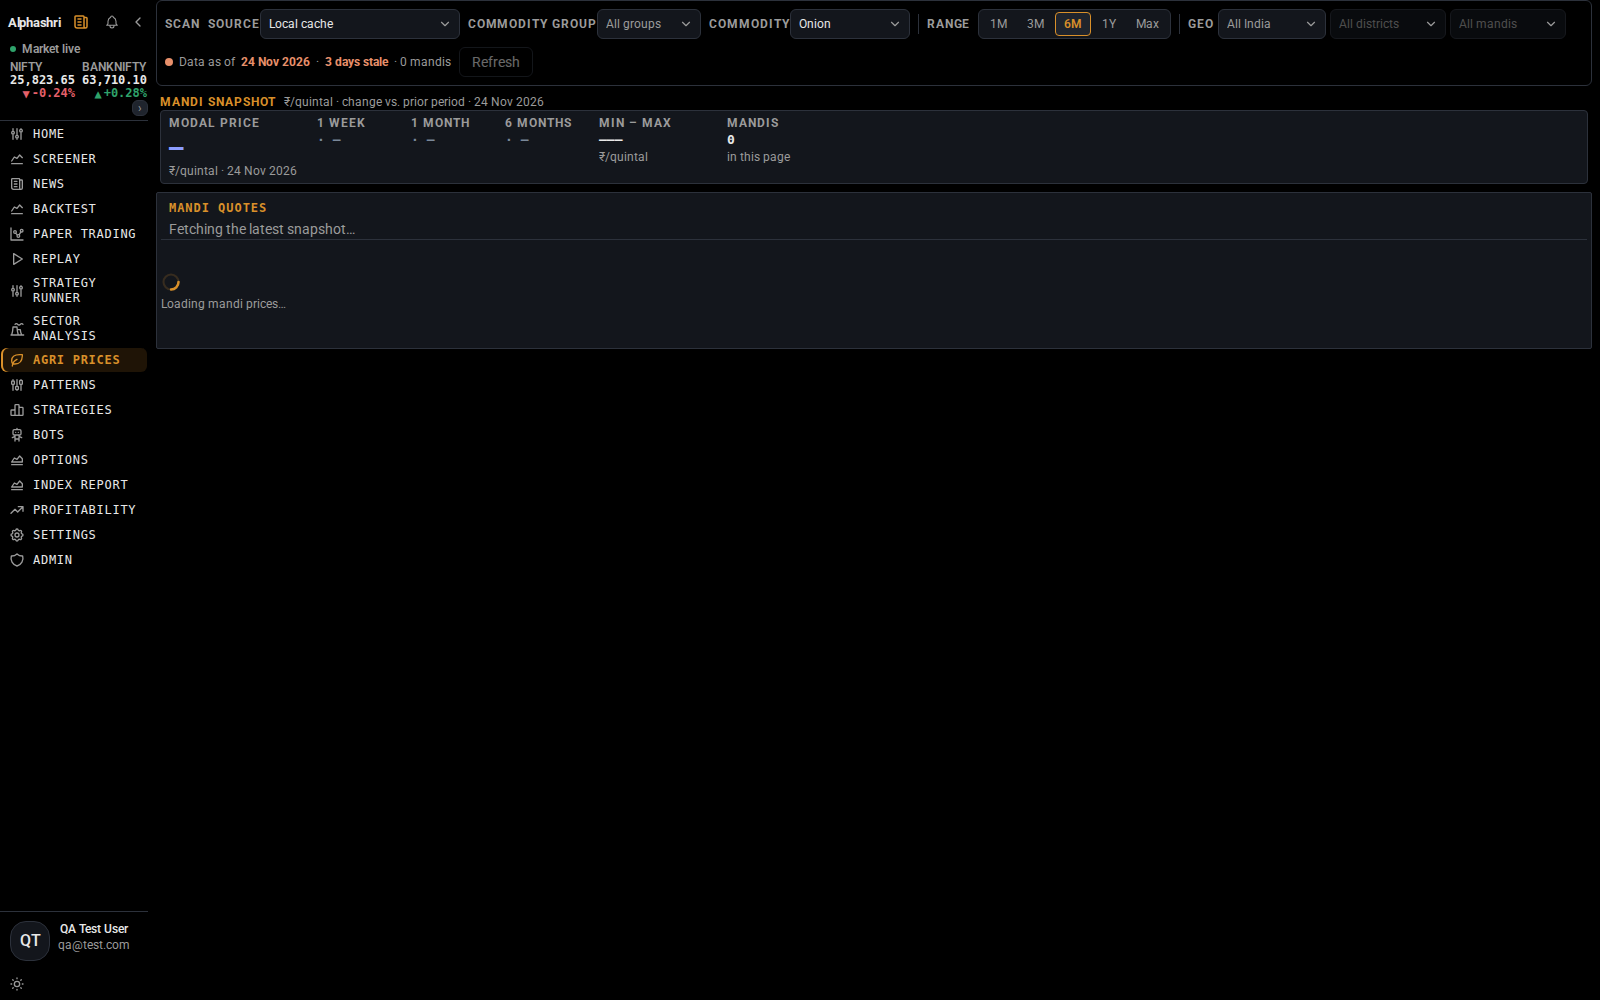 Alphashri
Market live
NIFTY BANKNIFTY
25,823.65 63,710.10
▼-0.24% ▲+0.28%
›
HOME
SCREENER
NEWS
BACKTEST
PAPER TRADING
REPLAY
STRATEGY
RUNNER
SECTOR
ANALYSIS
AGRI PRICES
PATTERNS
STRATEGIES
BOTS
OPTIONS
INDEX REPORT
PROFITABILITY
SETTINGS
ADMIN
QT
QA Test User
qa@test.com
SCAN SOURCE Local cache COMMODITY GROUP All groups COMMODITY Onion RANGE 1M 3M 6M 1Y Max GEO All India All districts All mandis
Data as of 24 Nov 2026 · 3 days stale · 0 mandis Refresh
MANDI SNAPSHOT ₹/quintal · change vs. prior period · 24 Nov 2026
MODAL PRICE 1 WEEK 1 MONTH 6 MONTHS MIN – MAX MANDIS
— · — · — · — ——— 0
₹/quintal in this page
₹/quintal · 24 Nov 2026
MANDI QUOTES
Fetching the latest snapshot…
Loading mandi prices…